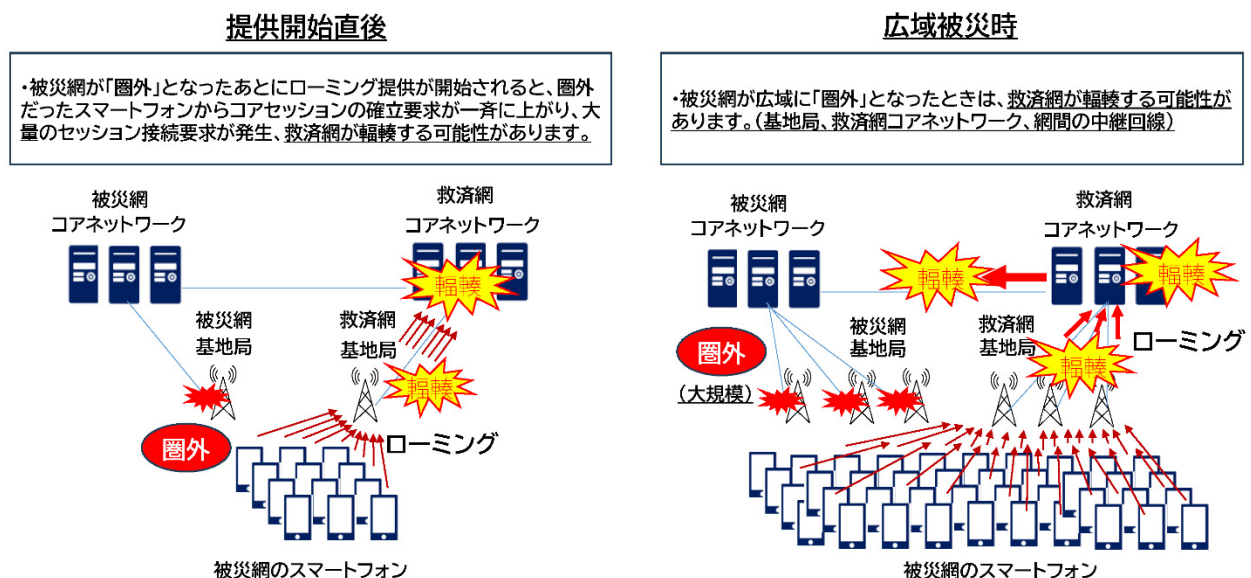 提供開始直後
・被災網が「圏外」となったあとにローミング提供が開始されると、圏外
だったスマートフォンからコアセッションの確立要求が一斉に上がり、大
量のセッション接続要求が発生、救済網が輻輳する可能性があります。
被災網
コアネットワーク
救済網
コアネットワーク
輻輳
被災網
基地局
救済網
基地局
輻輳
圏外
ローミング
被災網のスマートフォン
広域被災時
・被災網が広域に「圏外」となったときは、救済網が輻輳する可能性が
あります。(基地局、救済網コアネットワーク、網間の中継回線)
被災網
コアネットワーク
救済網
コアネットワーク
輻輳
輻輳
圏外
(大規模)
被災網
基地局
救済網
基地局
輻輳
ローミング
被災網のスマートフォン